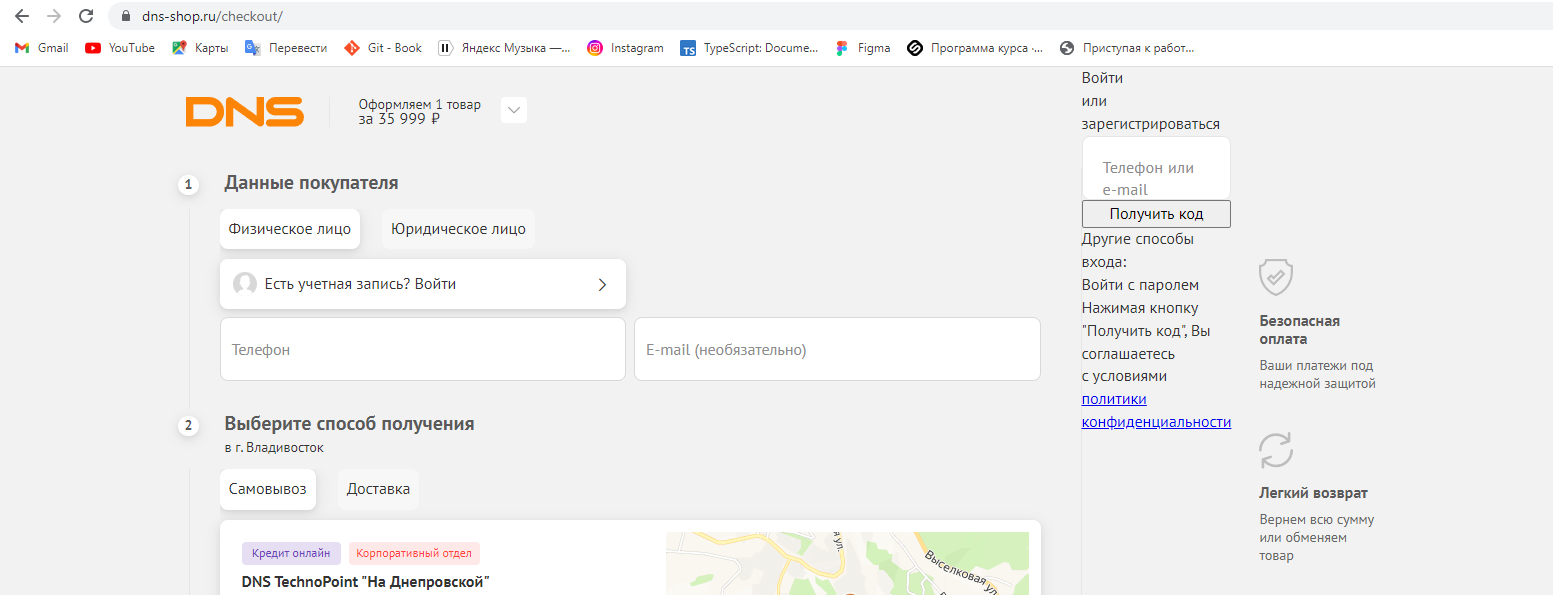 dns-shop.ru/checkout/
Gmail YouTube Карты Перевести Git - Book Яндекс Музыка —... Instagram TypeScript: Docume... Figma Программа курса ·... Приступая к работ...
DNS
Оформляем 1 товар
за 35 999 ₽
1 Данные покупателя
Физическое лицо Юридическое лицо
Есть учетная запись? Войти
Телефон E-mail (необязательно)
2 Выберите способ получения
в г. Владивосток
Самовывоз Доставка
Кредит онлайн Корпоративный отдел
DNS TechnoPoint "На Днепровской"
я ул.
Выселковая ул.
Войти
или
зарегистрироваться
Телефон или
e-mail
Получить код
Другие способы
входа:
Войти с паролем
Нажимая кнопку
"Получить код", Вы
соглашаетесь
с условиями
политики
конфиденциальности
Безопасная
оплата
Ваши платежи под
надежной защитой
Легкий возврат
Вернем всю сумму
или обменяем
товар